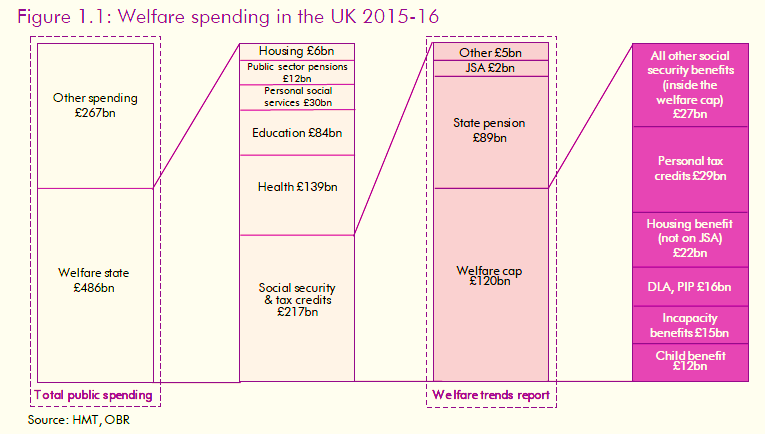 Figure 1.1: Welfare spending in the UK 2015-16
Other spending
£267bn
Welfare state
£486bn
Total public spending
Housing £6bn
Public sector pensions
£12bn
Personal social
services £30bn
Education £84bn
Health £139bn
Social security
& tax credits
£217bn
Other £5bn
JSA £2bn
State pension
£89bn
Welfare cap
£120bn
Welfare trends report
All other social
security benefits
(inside the
welfare cap)
£27bn
Personal tax
credits £29bn
Housing benefit
(not on JSA)
£22bn
DLA, PIP £16bn
Incapacity
benefits £15bn
Child benefit
£12bn
Source: HMT, OBR